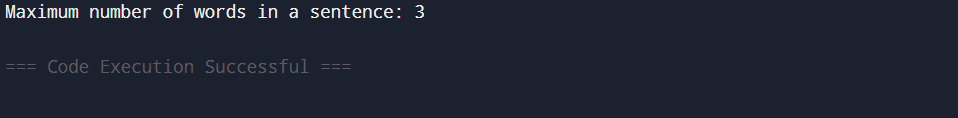 Maximum number of words in a sentence: 3
=== Code Execution Successful ===